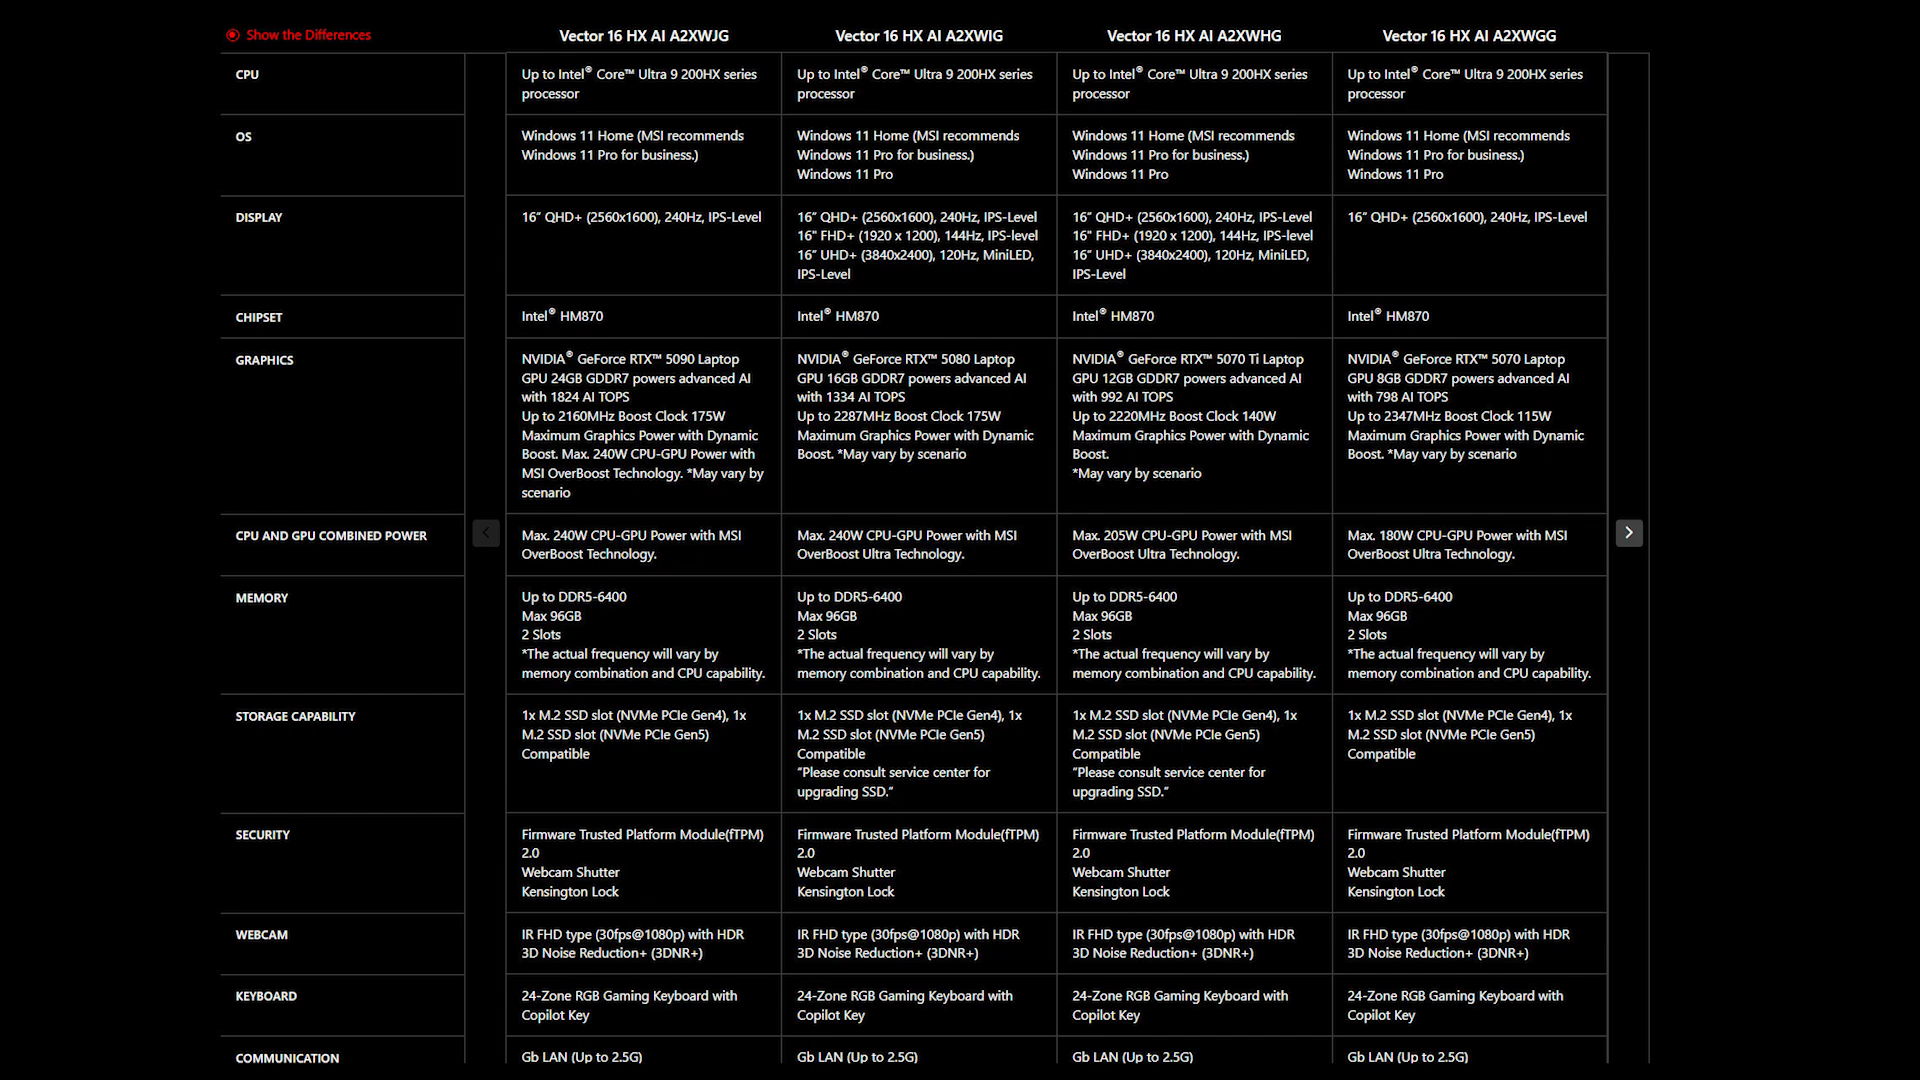 Show the Differences
Vector 16 HX AI A2XWJG
Vector 16 HX AI A2XWIG
Vector 16 HX AI A2XWHG
Vector 16 HX AI A2XWGG
CPU
Up to Intel® Core™ Ultra 9 200HX series
processor
Up to Intel® Core™ Ultra 9 200HX series
processor
Up to Intel® Core™ Ultra 9 200HX series
processor
Up to Intel® Core™ Ultra 9 200HX series
processor
OS
Windows 11 Home (MSI recommends
Windows 11 Pro for business.)
Windows 11 Home (MSI recommends
Windows 11 Pro for business.)
Windows 11 Pro
Windows 11 Home (MSI recommends
Windows 11 Pro for business.)
Windows 11 Pro
Windows 11 Home (MSI recommends
Windows 11 Pro for business.)
Windows 11 Pro
DISPLAY
16” QHD+ (2560x1600), 240Hz, IPS-Level
16” QHD+ (2560x1600), 240Hz, IPS-Level
16" FHD+ (1920 x 1200), 144Hz, IPS-level
16” UHD+ (3840x2400), 120Hz, MiniLED,
IPS-Level
16” QHD+ (2560x1600), 240Hz, IPS-Level
16" FHD+ (1920 x 1200), 144Hz, IPS-level
16” UHD+ (3840x2400), 120Hz, MiniLED,
IPS-Level
16” QHD+ (2560x1600), 240Hz, IPS-Level
CHIPSET
Intel® HM870
Intel® HM870
Intel® HM870
Intel® HM870
GRAPHICS
NVIDIA® GeForce RTX™ 5090 Laptop
GPU 24GB GDDR7 powers advanced AI
with 1824 AI TOPS
Up to 2160MHz Boost Clock 175W
Maximum Graphics Power with Dynamic
Boost. Max. 240W CPU-GPU Power with
MSI OverBoost Technology. *May vary by
scenario
NVIDIA® GeForce RTX™ 5080 Laptop
GPU 16GB GDDR7 powers advanced AI
with 1334 AI TOPS
Up to 2287MHz Boost Clock 175W
Maximum Graphics Power with Dynamic
Boost. *May vary by scenario
NVIDIA® GeForce RTX™ 5070 Ti Laptop
GPU 12GB GDDR7 powers advanced AI
with 992 AI TOPS
Up to 2220MHz Boost Clock 140W
Maximum Graphics Power with Dynamic
Boost.
*May vary by scenario
NVIDIA® GeForce RTX™ 5070 Laptop
GPU 8GB GDDR7 powers advanced AI
with 798 AI TOPS
Up to 2347MHz Boost Clock 115W
Maximum Graphics Power with Dynamic
Boost. *May vary by scenario
CPU AND GPU COMBINED POWER
Max. 240W CPU-GPU Power with MSI
OverBoost Technology.
Max. 240W CPU-GPU Power with MSI
OverBoost Ultra Technology.
Max. 205W CPU-GPU Power with MSI
OverBoost Ultra Technology.
Max. 180W CPU-GPU Power with MSI
OverBoost Ultra Technology.
MEMORY
Up to DDR5-6400
Max 96GB
2 Slots
*The actual frequency will vary by
memory combination and CPU capability.
Up to DDR5-6400
Max 96GB
2 Slots
*The actual frequency will vary by
memory combination and CPU capability.
Up to DDR5-6400
Max 96GB
2 Slots
*The actual frequency will vary by
memory combination and CPU capability.
Up to DDR5-6400
Max 96GB
2 Slots
*The actual frequency will vary by
memory combination and CPU capability.
STORAGE CAPABILITY
1x M.2 SSD slot (NVMe PCIe Gen4), 1x
M.2 SSD slot (NVMe PCIe Gen5)
Compatible
1x M.2 SSD slot (NVMe PCIe Gen4), 1x
M.2 SSD slot (NVMe PCIe Gen5)
Compatible
“Please consult service center for
upgrading SSD.”
1x M.2 SSD slot (NVMe PCIe Gen4), 1x
M.2 SSD slot (NVMe PCIe Gen5)
Compatible
“Please consult service center for
upgrading SSD.”
1x M.2 SSD slot (NVMe PCIe Gen4), 1x
M.2 SSD slot (NVMe PCIe Gen5)
Compatible
SECURITY
Firmware Trusted Platform Module(fTPM)
2.0
Webcam Shutter
Kensington Lock
Firmware Trusted Platform Module(fTPM)
2.0
Webcam Shutter
Kensington Lock
Firmware Trusted Platform Module(fTPM)
2.0
Webcam Shutter
Kensington Lock
Firmware Trusted Platform Module(fTPM)
2.0
Webcam Shutter
Kensington Lock
WEBCAM
IR FHD type (30fps@1080p) with HDR
3D Noise Reduction+ (3DNR+)
IR FHD type (30fps@1080p) with HDR
3D Noise Reduction+ (3DNR+)
IR FHD type (30fps@1080p) with HDR
3D Noise Reduction+ (3DNR+)
IR FHD type (30fps@1080p) with HDR
3D Noise Reduction+ (3DNR+)
KEYBOARD
24-Zone RGB Gaming Keyboard with
Copilot Key
24-Zone RGB Gaming Keyboard with
Copilot Key
24-Zone RGB Gaming Keyboard with
Copilot Key
24-Zone RGB Gaming Keyboard with
Copilot Key
COMMUNICATION
Gb LAN (Up to 2.5G)
Gb LAN (Up to 2.5G)
Gb LAN (Up to 2.5G)
Gb LAN (Up to 2.5G)